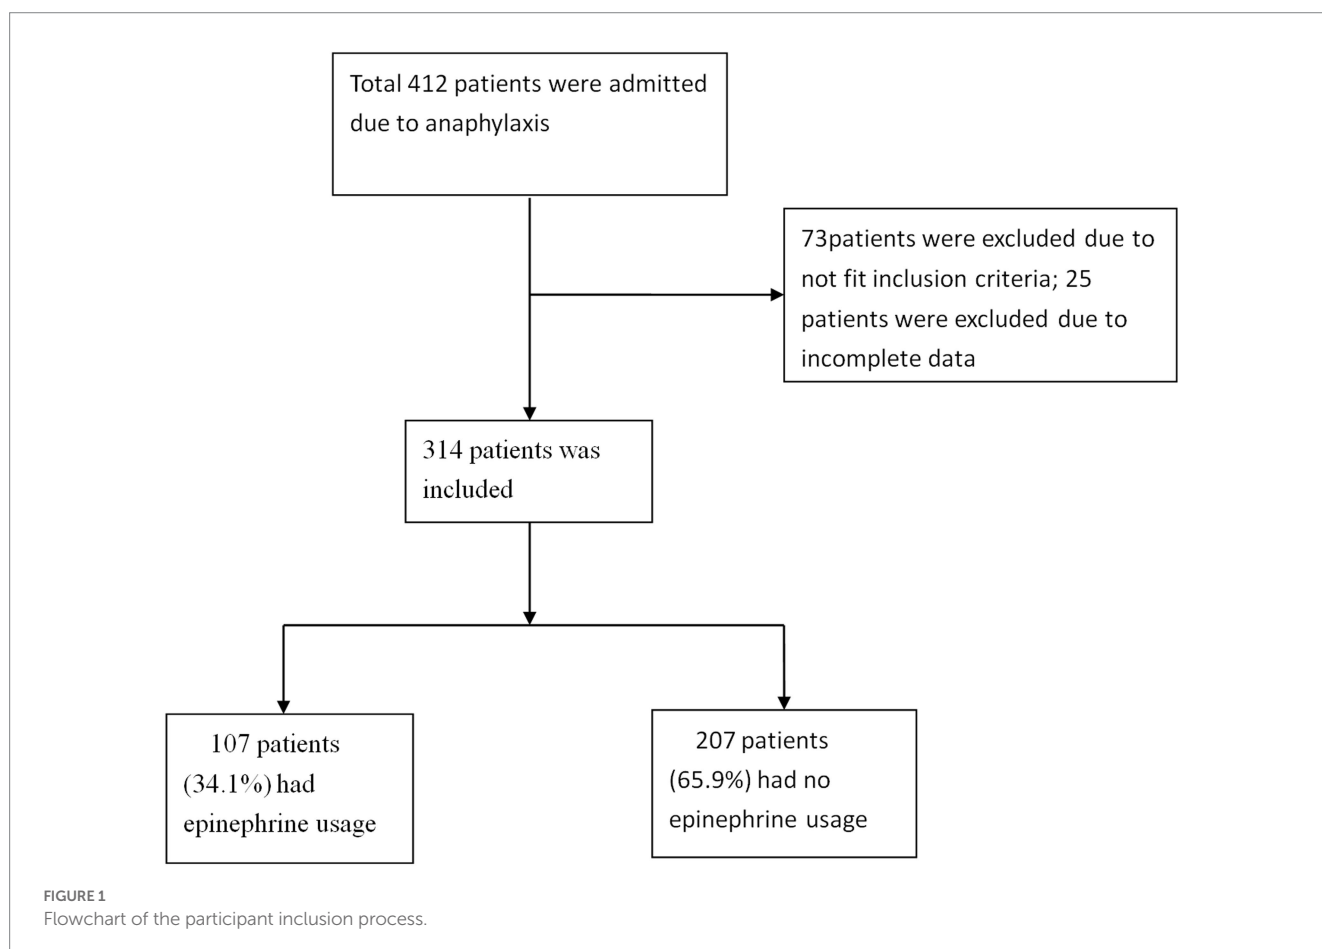 Total 412 patients were admitted
due to anaphylaxis
73patients were excluded due to
not fit inclusion criteria; 25
patients were excluded due to
incomplete data
314 patients was
included
107 patients
(34.1%) had
epinephrine usage
207 patients
(65.9%) had no
epinephrine usage
FIGURE 1
Flowchart of the participant inclusion process.